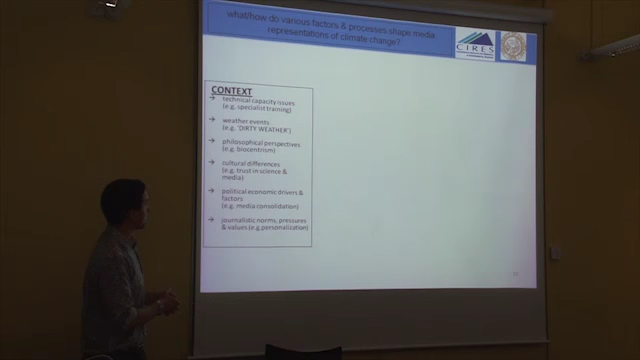 what/how do various factors & processes shape media
representations of climate change?
CIRES
CONTEXT
→ technical capacity issues
(e.g. specialist training)
→ weather events
(e.g. 'DIRTY WEATHER')
→ philosophical perspectives
(e.g. biocentrism)
→ cultural differences
(e.g. trust in science &
media)
→ political economic drivers &
factors
(e.g. media consolidation)
→ journalistic norms, pressures
& values (e.g.personalization)